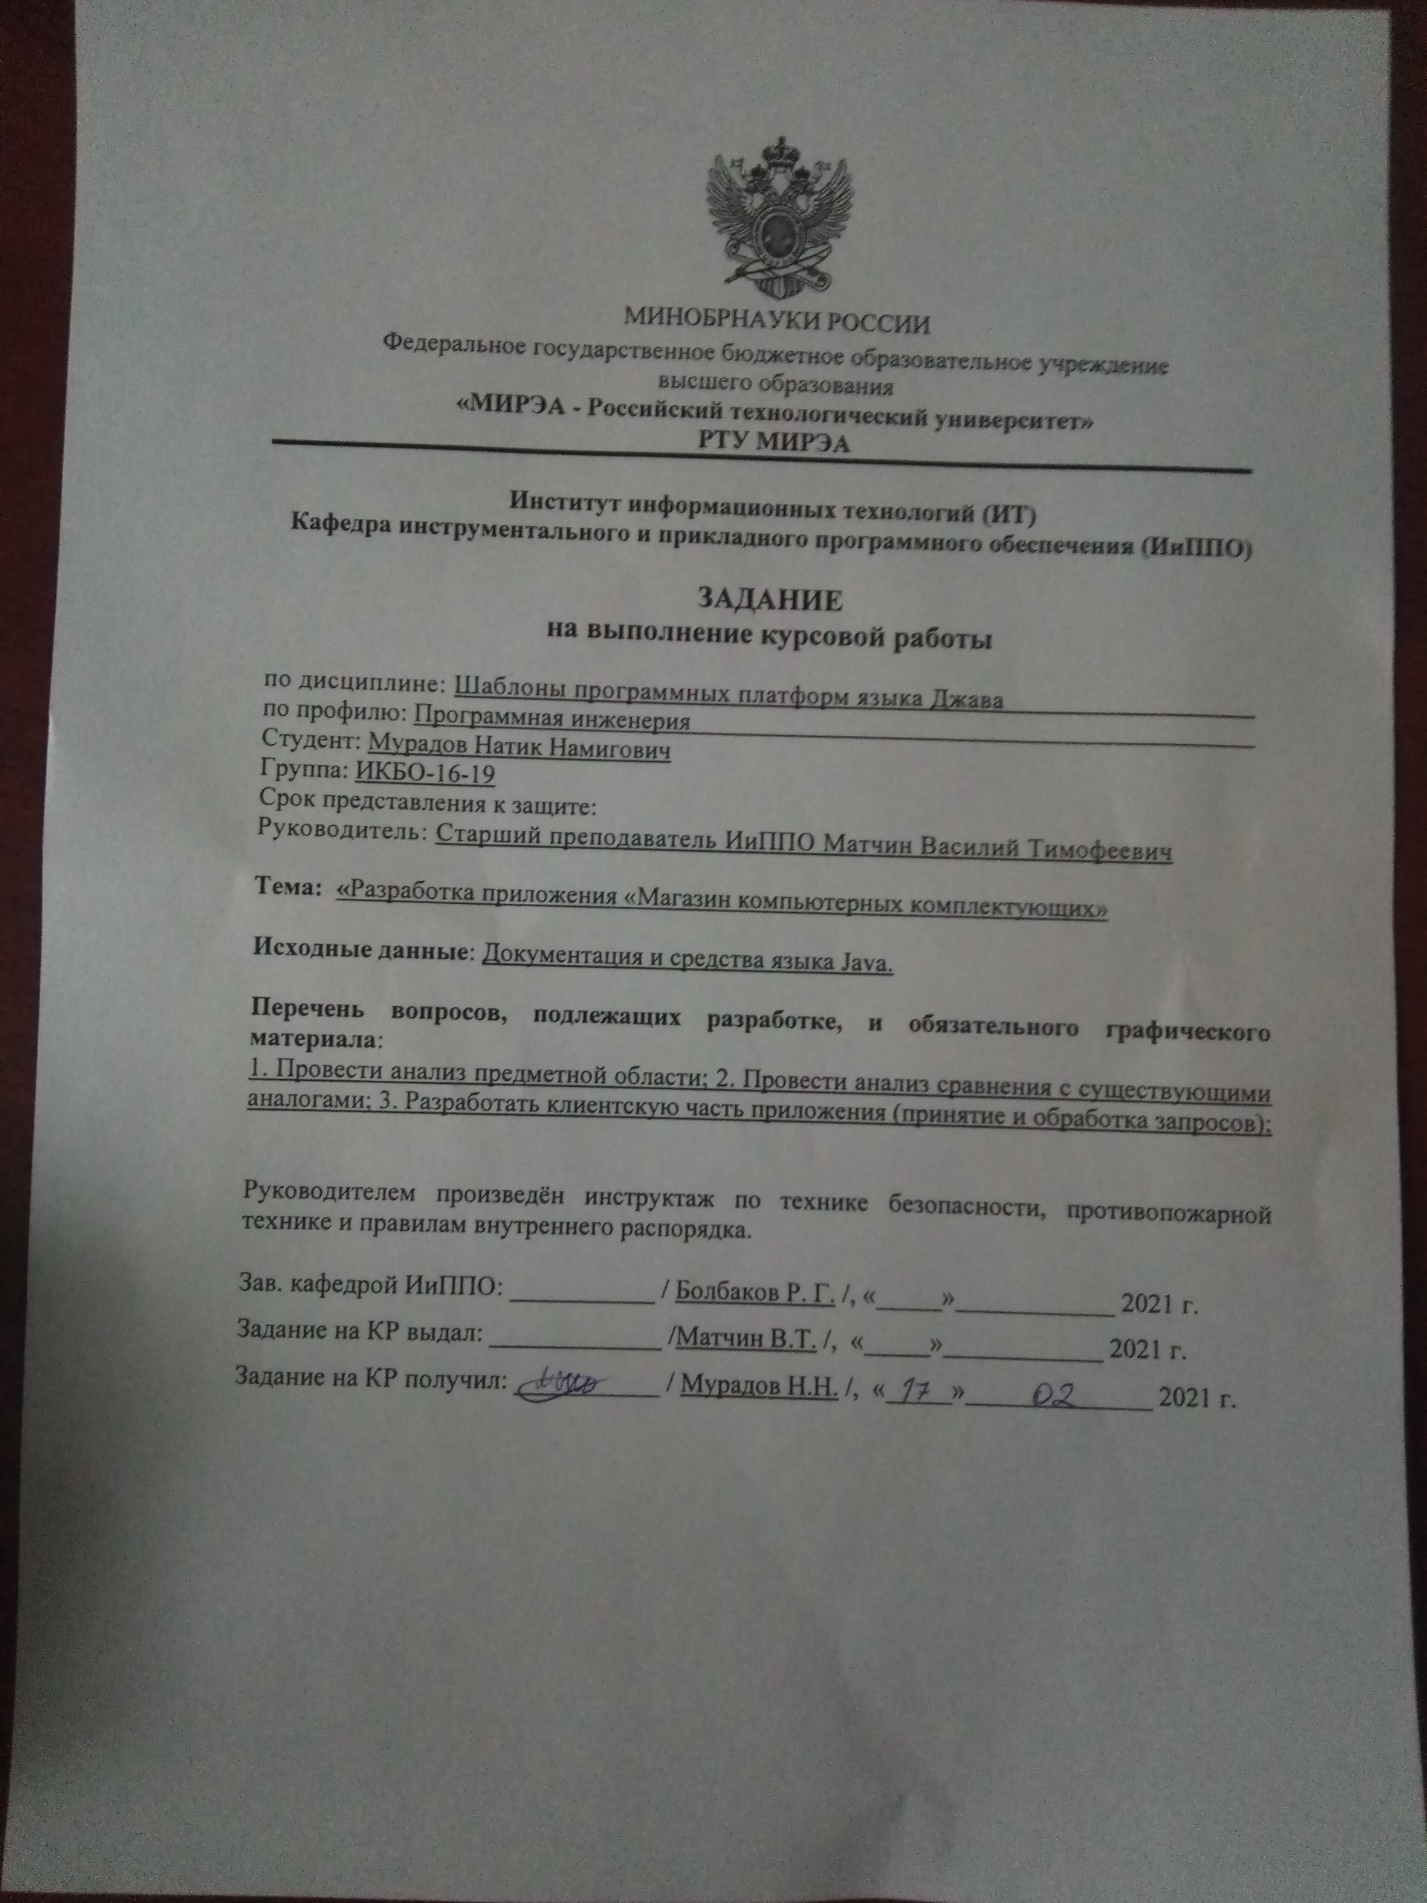 МИНОБРНАУКИ РОССИИ
Федеральное государственное бюджетное образовательное учреждение
высшего образования
«МИРЭА - Российский технологический университет»
РТУ МИРЭА
Институт информационных технологий (ИТ)
Кафедра инструментального и прикладного программного обеспечения (ИиППО)
ЗАДАНИЕ
на выполнение курсовой работы
по дисциплине: Шаблоны программных платформ языка Джава
по профилю: Программная инженерия
Студент: Мурадов Натик Намигович
Группа: ИКБО-16-19
Срок представления к защите:
Руководитель: Старший преподаватель ИиППО Матчин Василий Тимофеевич
Тема: «Разработка приложения «Магазин компьютерных комплектующих»
Исходные данные: Документация и средства языка Java.
Перечень вопросов, подлежащих разработке, и обязательного графического
материала:
1. Провести анализ предметной области; 2. Провести анализ сравнения с существующими
аналогами; 3. Разработать клиентскую часть приложения (принятие и обработка запросов);
Руководителем произведён инструктаж по технике безопасности, противопожарной
технике и правилам внутреннего распорядка.
Зав. кафедрой ИиППО: ___________ / Болбаков Р. Г. /, «_____»____________ 2021 г.
Задание на КР выдал: _____________ /Матчин В.Т. /, «_____»____________ 2021 г.
Задание на КР получил: ___________ / Мурадов Н.Н. /, «17» 02 2021 г.